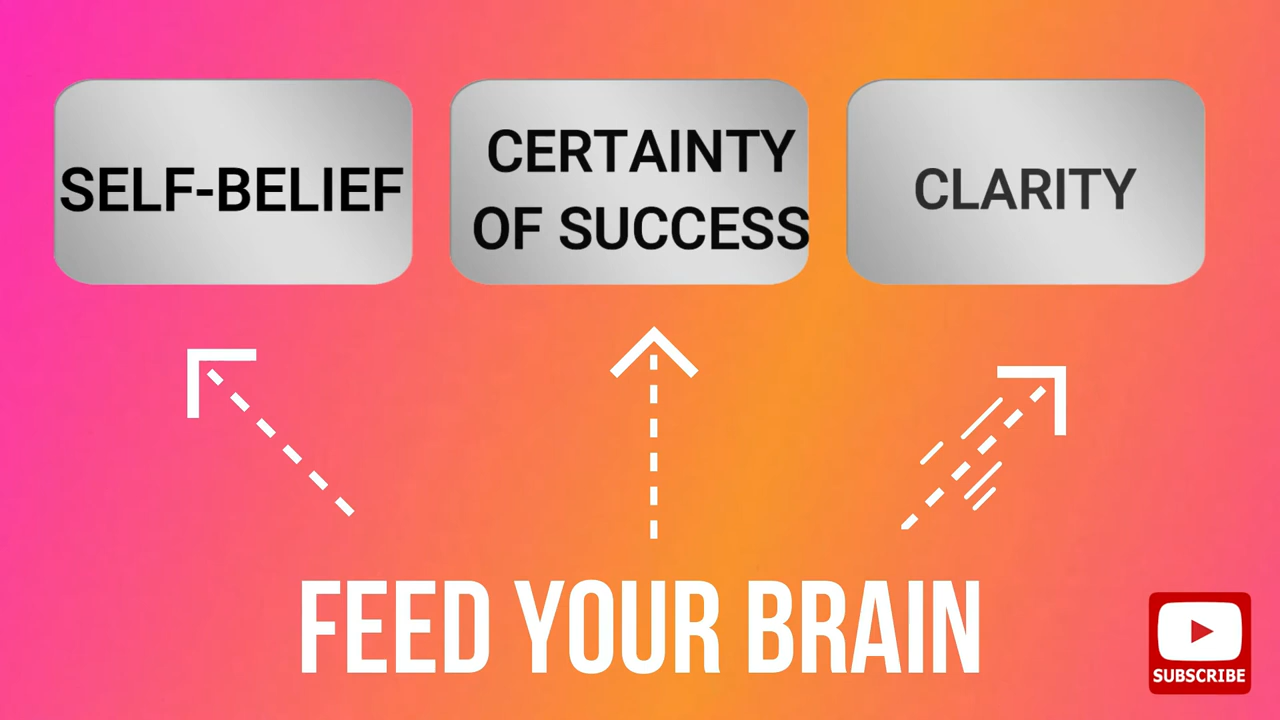 SELF-BELIEF
CERTAINTY
OF SUCCESS
CLARITY
FEED YOUR BRAIN
SUBSCRIBE